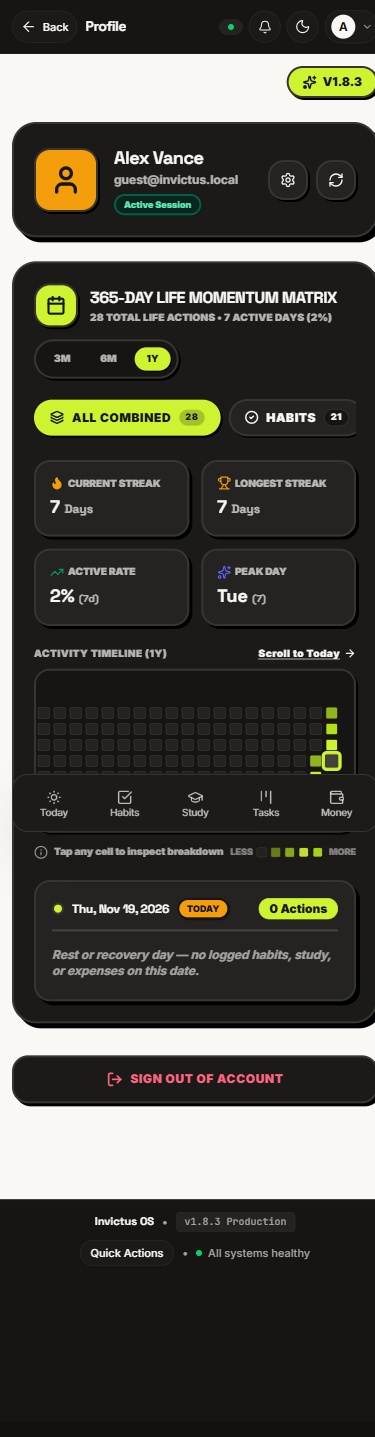 Back Profile A
V1.8.3
Alex Vance
guest@invictus.local
Active Session
365-DAY LIFE MOMENTUM MATRIX
28 TOTAL LIFE ACTIONS • 7 ACTIVE DAYS (2%)
3M 6M 1Y
ALL COMBINED 28 HABITS 21
CURRENT STREAK
7 Days
LONGEST STREAK
7 Days
ACTIVE RATE
2% (7d)
PEAK DAY
Tue (7)
ACTIVITY TIMELINE (1Y) Scroll to Today →
Today Habits Study Tasks Money
Tap any cell to inspect breakdown LESS MORE
Thu, Nov 19, 2026 TODAY 0 Actions
Rest or recovery day — no logged habits, study,
or expenses on this date.
SIGN OUT OF ACCOUNT
Invictus OS • v1.8.3 Production
Quick Actions • All systems healthy